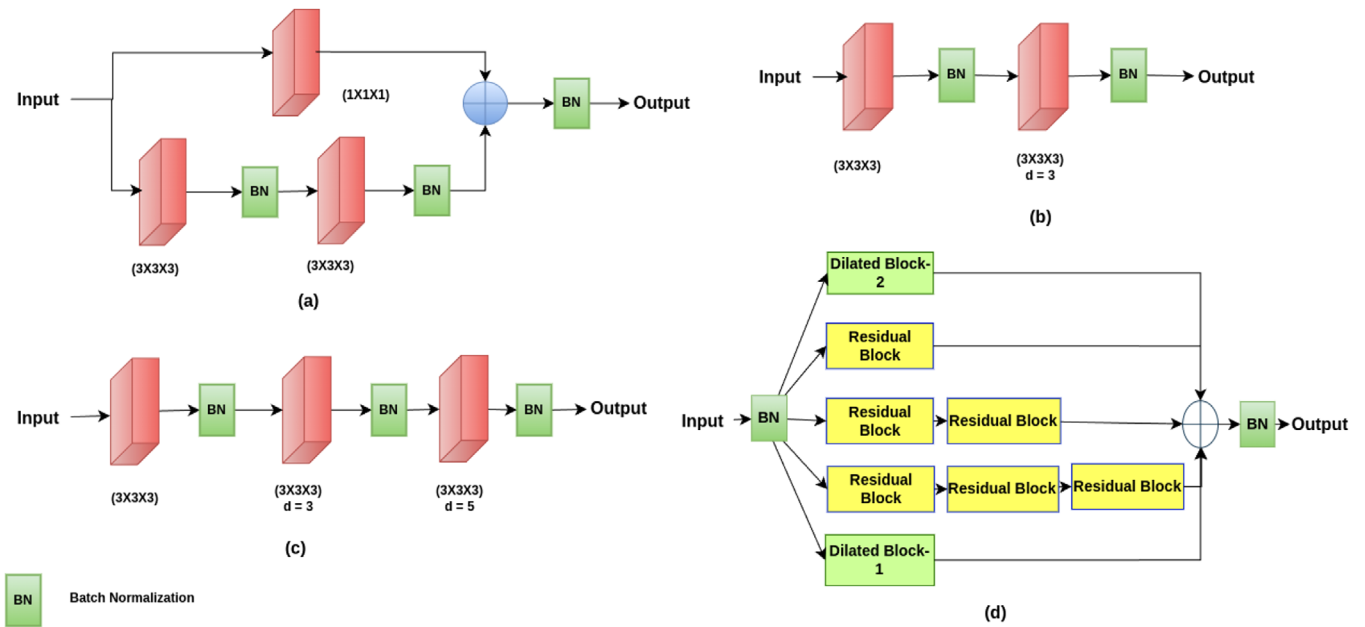 Input
(1X1X1)
BN
Output
BN
BN
(3X3X3)
(3X3X3)
(a)
Input
BN
BN
Output
(3X3X3)
(3X3X3)
d = 3
(b)
Input
BN
BN
BN
Output
(3X3X3)
(3X3X3)
d = 3
(3X3X3)
d = 5
(c)
BN
Batch Normalization
Dilated Block-
2
Residual
Block
Input
BN
Residual
Block
Residual Block
BN
Output
Residual
Block
Residual Block
Residual Block
Dilated Block-
1
(d)